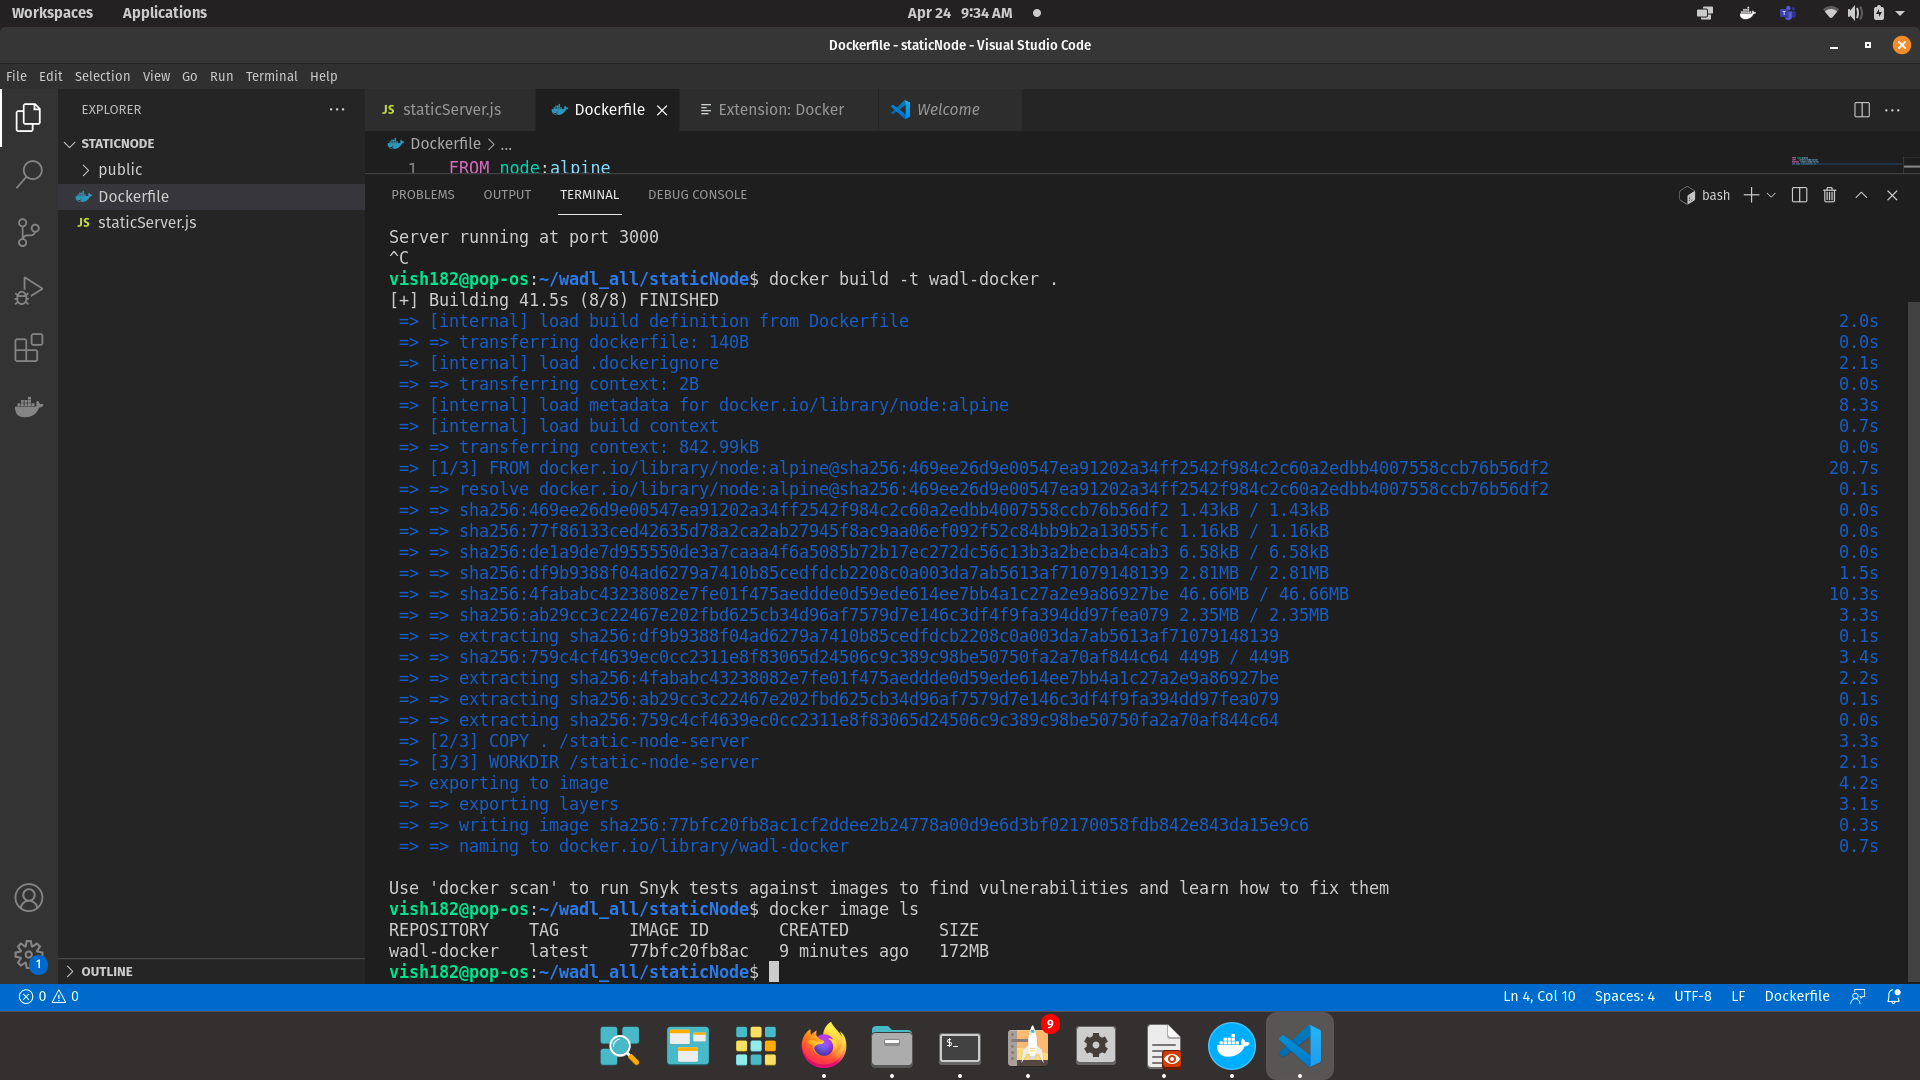 Workspaces Applications Apr 24 9:34 AM
Dockerfile - staticNode - Visual Studio Code
File Edit Selection View Go Run Terminal Help
EXPLORER
STATICNODE
public
Dockerfile
JS staticServer.js
OUTLINE
JS staticServer.js Dockerfile Extension: Docker Welcome
Dockerfile > ...
1 FROM node:alpine
PROBLEMS OUTPUT TERMINAL DEBUG CONSOLE bash
Server running at port 3000
^C
vish182@pop-os:~/wadl_all/staticNode$ docker build -t wadl-docker .
[+] Building 41.5s (8/8) FINISHED
=> [internal] load build definition from Dockerfile 2.0s
=> => transferring dockerfile: 140B 0.0s
=> [internal] load .dockerignore 2.1s
=> => transferring context: 2B 0.0s
=> [internal] load metadata for docker.io/library/node:alpine 8.3s
=> [internal] load build context 0.7s
=> => transferring context: 842.99kB 0.0s
=> [1/3] FROM docker.io/library/node:alpine@sha256:469ee26d9e00547ea91202a34ff2542f984c2c60a2edbb4007558ccb76b56df2 20.7s
=> => resolve docker.io/library/node:alpine@sha256:469ee26d9e00547ea91202a34ff2542f984c2c60a2edbb4007558ccb76b56df2 0.1s
=> => sha256:469ee26d9e00547ea91202a34ff2542f984c2c60a2edbb4007558ccb76b56df2 1.43kB / 1.43kB 0.0s
=> => sha256:77f86133ced42635d78a2ca2ab27945f8ac9aa06ef092f52c84bb9b2a13055fc 1.16kB / 1.16kB 0.0s
=> => sha256:de1a9de7d955550de3a7caaa4f6a5085b72b17ec272dc56c13b3a2becba4cab3 6.58kB / 6.58kB 0.0s
=> => sha256:df9b9388f04ad6279a7410b85cedfdcb2208c0a003da7ab5613af71079148139 2.81MB / 2.81MB 1.5s
=> => sha256:4fababc43238082e7fe01f475aeddde0d59ede614ee7bb4a1c27a2e9a86927be 46.66MB / 46.66MB 10.3s
=> => sha256:ab29cc3c22467e202fbd625cb34d96af7579d7e146c3df4f9fa394dd97fea079 2.35MB / 2.35MB 3.3s
=> => extracting sha256:df9b9388f04ad6279a7410b85cedfdcb2208c0a003da7ab5613af71079148139 0.1s
=> => sha256:759c4cf4639ec0cc2311e8f83065d24506c9c389c98be50750fa2a70af844c64 449B / 449B 3.4s
=> => extracting sha256:4fababc43238082e7fe01f475aeddde0d59ede614ee7bb4a1c27a2e9a86927be 2.2s
=> => extracting sha256:ab29cc3c22467e202fbd625cb34d96af7579d7e146c3df4f9fa394dd97fea079 0.1s
=> => extracting sha256:759c4cf4639ec0cc2311e8f83065d24506c9c389c98be50750fa2a70af844c64 0.0s
=> [2/3] COPY . /static-node-server 3.3s
=> [3/3] WORKDIR /static-node-server 2.1s
=> exporting to image 4.2s
=> => exporting layers 3.1s
=> => writing image sha256:77bfc20fb8ac1cf2ddee2b24778a00d9e6d3bf02170058fdb842e843da15e9c6 0.3s
=> => naming to docker.io/library/wadl-docker 0.7s
Use 'docker scan' to run Snyk tests against images to find vulnerabilities and learn how to fix them
vish182@pop-os:~/wadl_all/staticNode$ docker image ls
REPOSITORY TAG IMAGE ID CREATED SIZE
wadl-docker latest 77bfc20fb8ac 9 minutes ago 172MB
vish182@pop-os:~/wadl_all/staticNode$
1
0 0 Ln 4, Col 10 Spaces: 4 UTF-8 LF Dockerfile
$_ 9